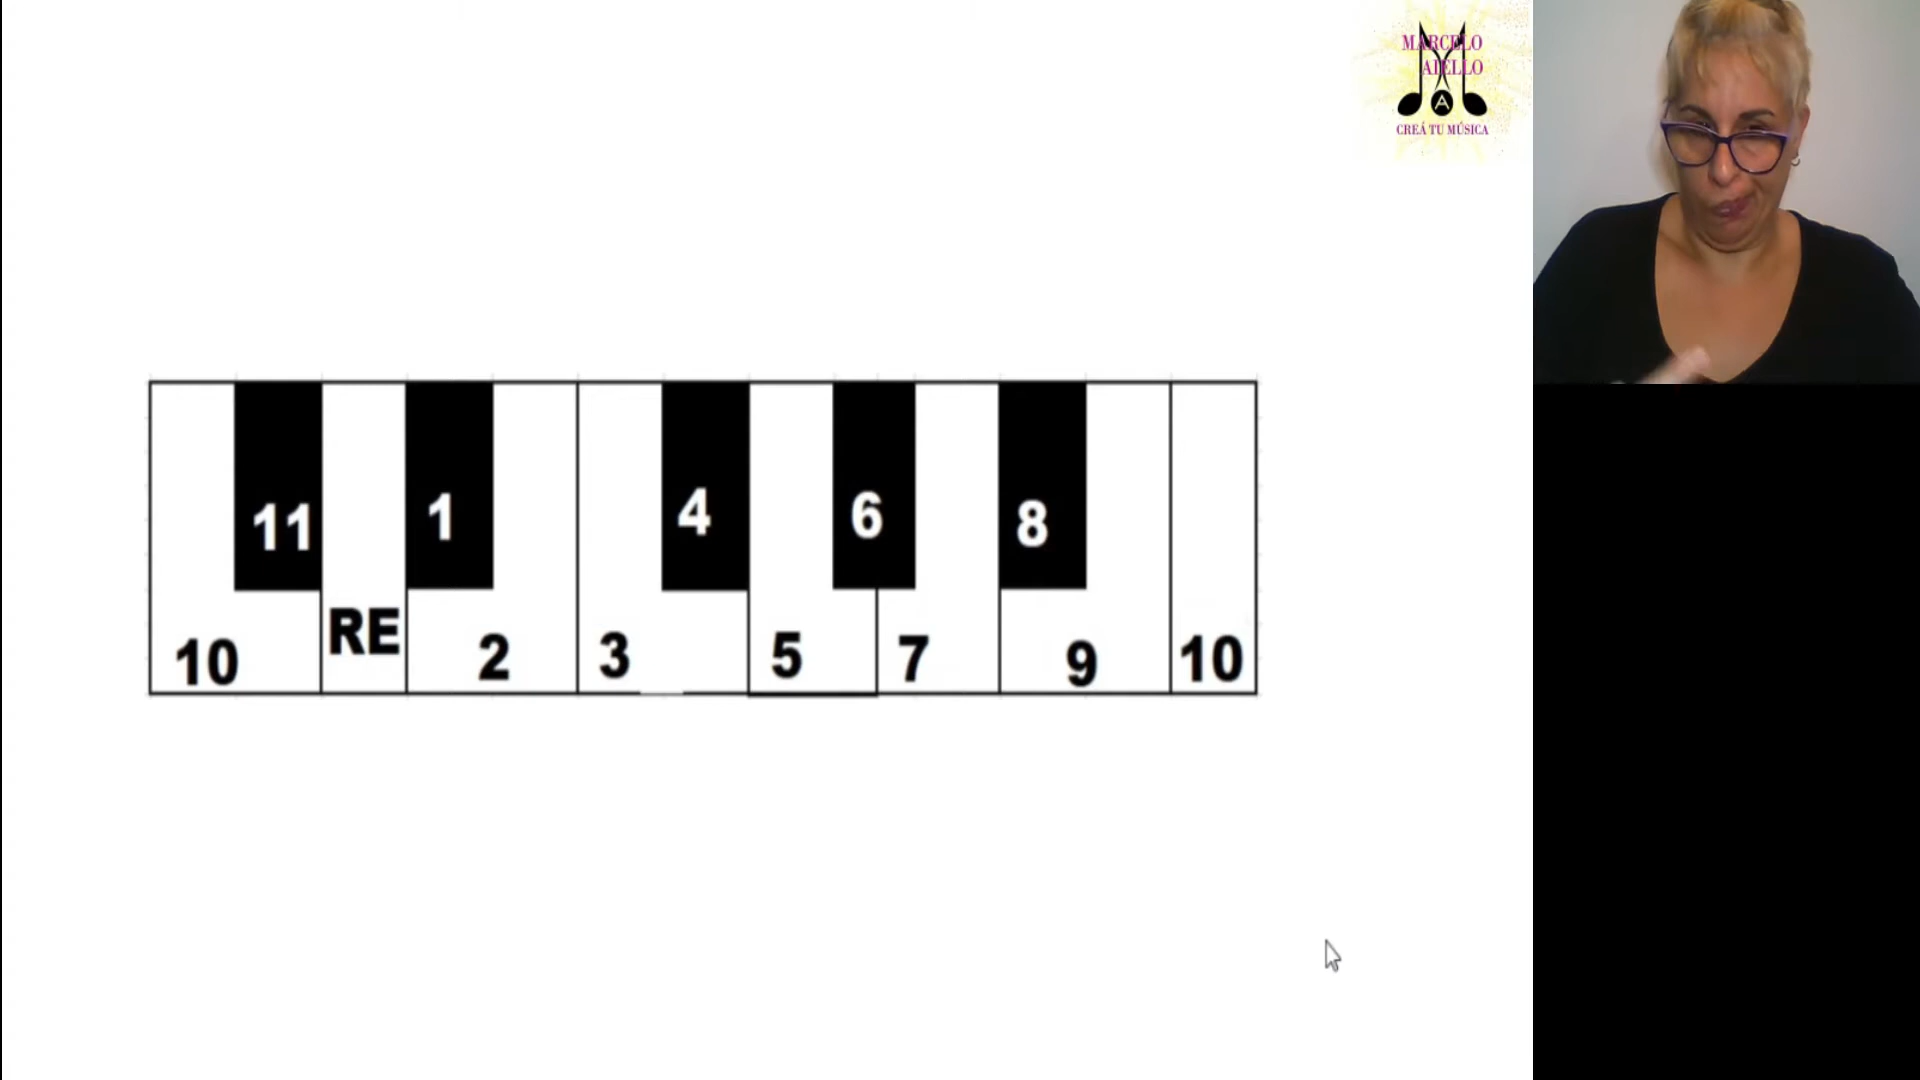 MARCELO
AIELLO
A
CREÁ TU MÚSICA
11 1 4 6 8
10 RE 2 3 5 7 9 10